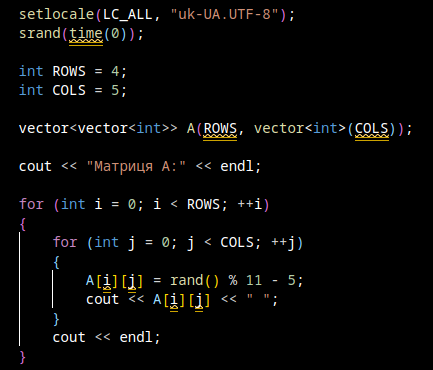 setlocale(LC_ALL, "uk-UA.UTF-8");
srand(time(0));
int ROWS = 4;
int COLS = 5;
vector<vector<int>> A(ROWS, vector<int>(COLS));
cout << "Матриця A:" << endl;
for (int i = 0; i < ROWS; ++i)
{
for (int j = 0; j < COLS; ++j)
{
A[i][j] = rand() % 11 - 5;
cout << A[i][j] << " ";
}
cout << endl;
}